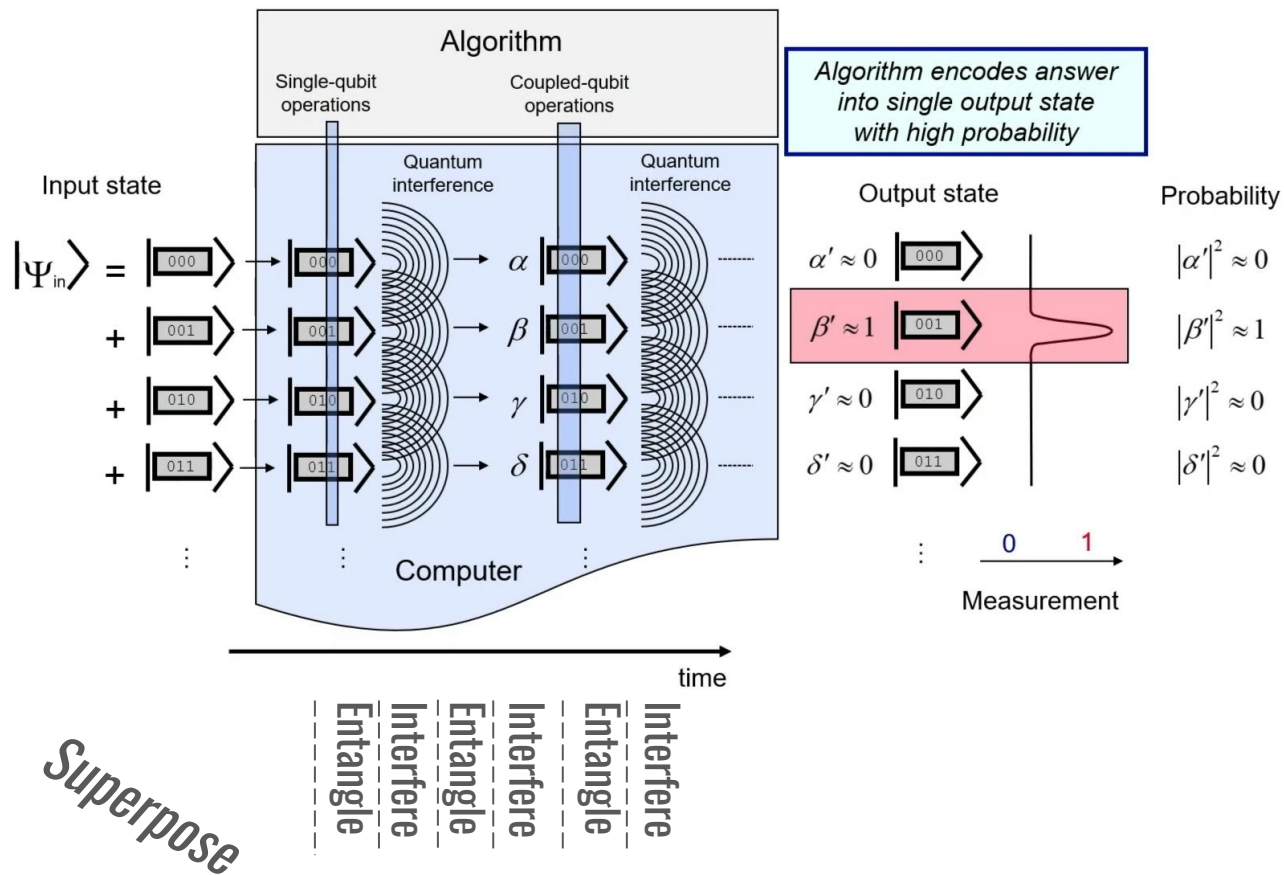 Algorithm
Single-qubit
operations
Coupled-qubit
operations
Algorithm encodes answer
into single output state
with high probability
Quantum
interference
Quantum
interference
Input state
Output state
Probability
|Ψin⟩ = |000⟩ → |000⟩ → α |000⟩ α′ ≈ 0 |000⟩ |α′|² ≈ 0
+ |001⟩ → |001⟩ → β |001⟩ β′ ≈ 1 |001⟩ |β′|² ≈ 1
+ |010⟩ → |010⟩ → γ |010⟩ γ′ ≈ 0 |010⟩ |γ′|² ≈ 0
+ |011⟩ → |011⟩ → δ |011⟩ δ′ ≈ 0 |011⟩ |δ′|² ≈ 0
⋮ ⋮ ⋮ ⋮
0 1
Computer
Measurement
time
Superpose
Entangle
Interfere
Entangle
Interfere
Entangle
Interfere